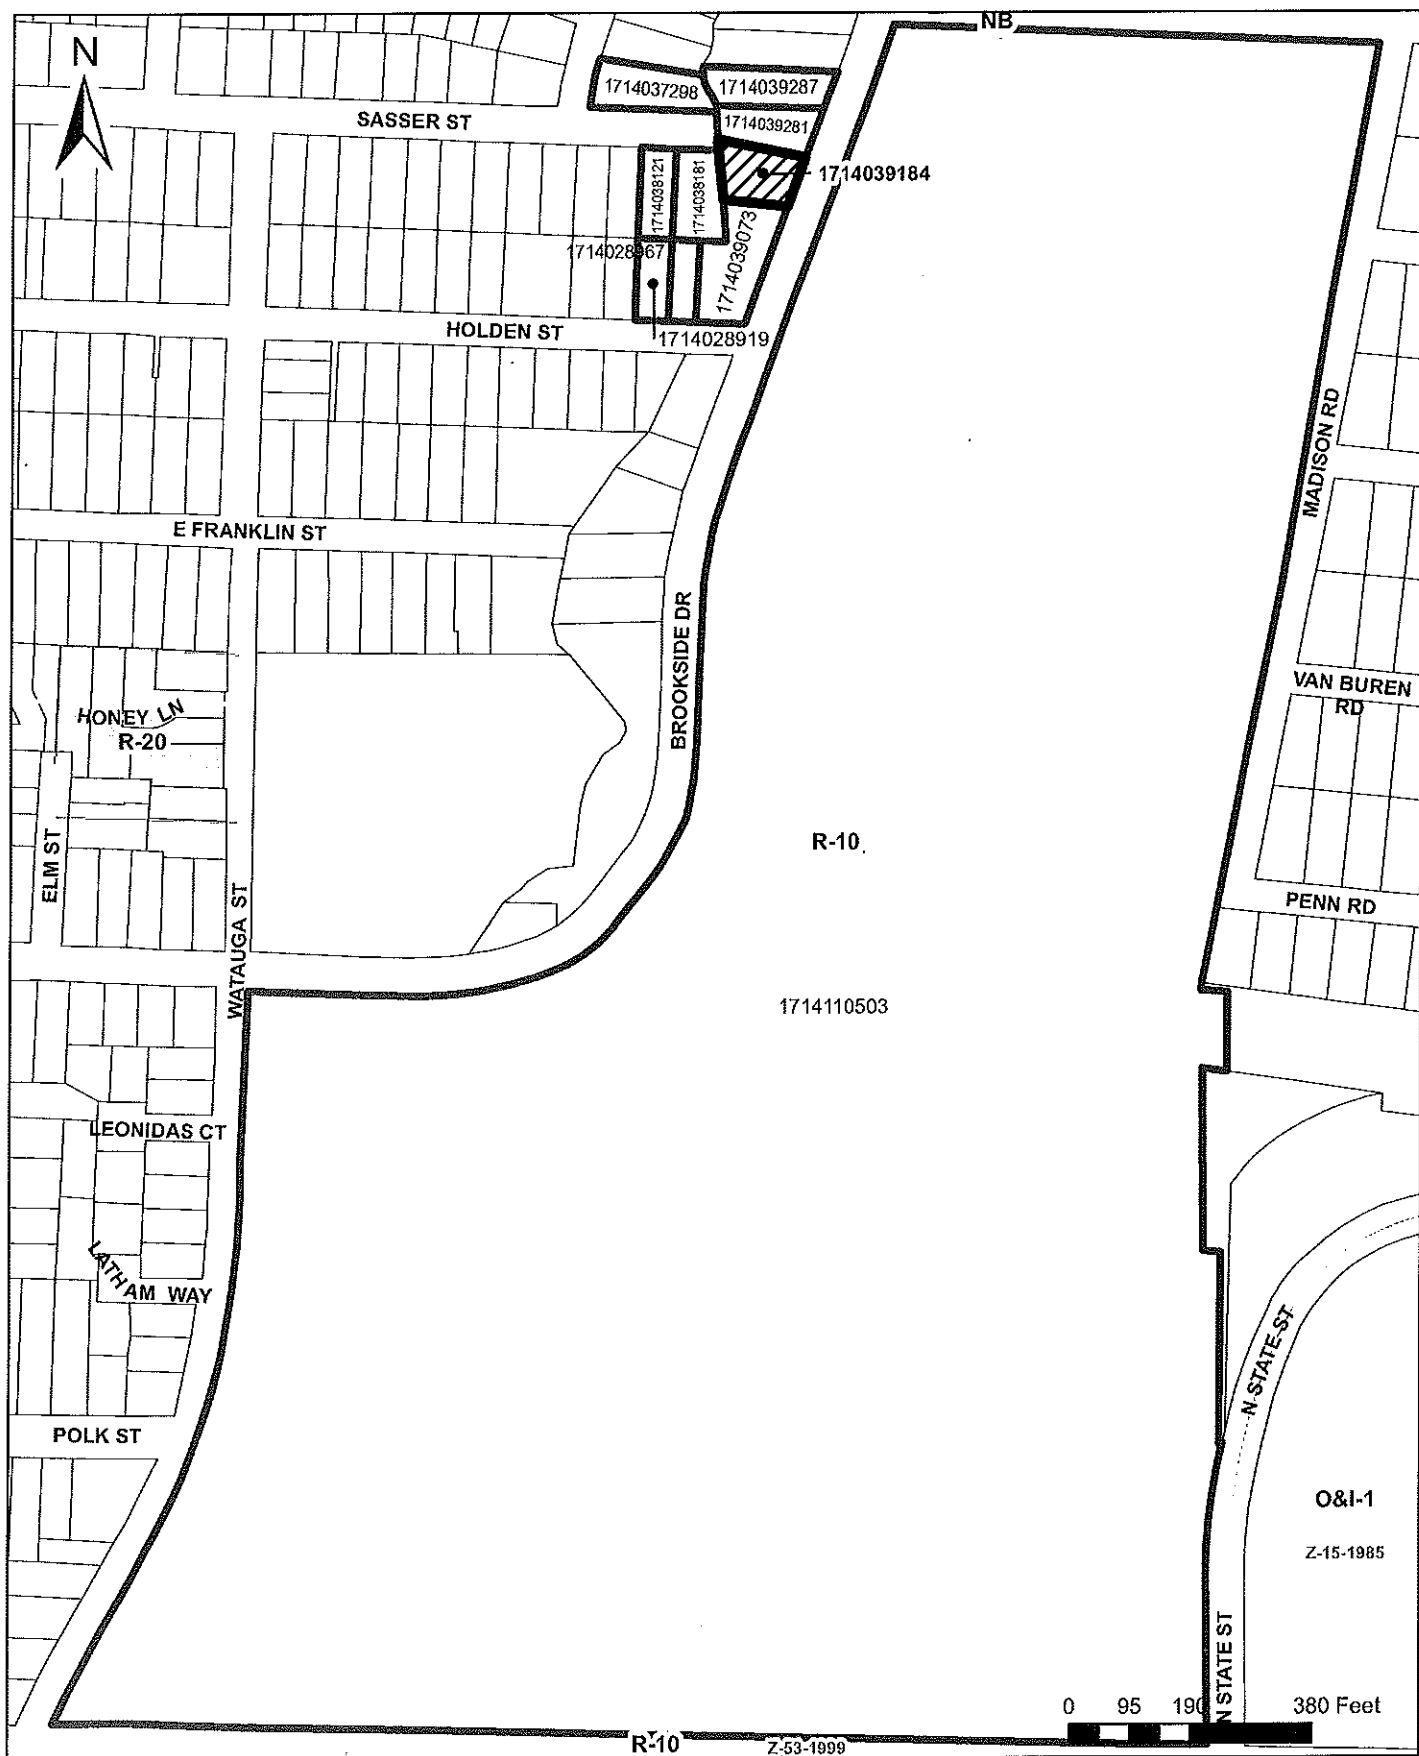 NB
N
1714037298
1714039287
SASSER ST
1714039281
1714039184
1714038121
1714038181
1714039073
1714028967
HOLDEN ST
1714028919
MADISON RD
E FRANKLIN ST
BROOKSIDE DR
VAN BUREN
RD
HONEY LN
R-20
R-10
ELM ST
WATAUGA ST
PENN RD
1714110503
LEONIDAS CT
LATHAM WAY
N STATE ST
POLK ST
O&I-1
Z-15-1985
N STATE ST
0 95 190 380 Feet
R-10
Z-53-1999